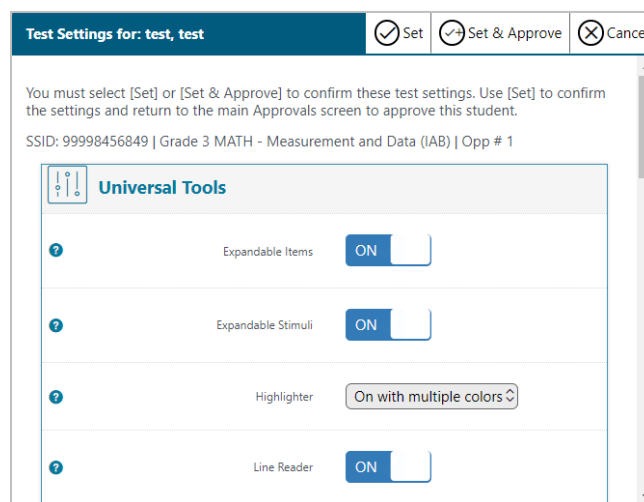 Test Settings for: test, test
Set
Set & Approve
Cance
You must select [Set] or [Set & Approve] to confirm these test settings. Use [Set] to confirm
the settings and return to the main Approvals screen to approve this student.
SSID: 99998456849 | Grade 3 MATH - Measurement and Data (IAB) | Opp # 1
Universal Tools
? Expandable Items ON
? Expandable Stimuli ON
? Highlighter On with multiple colors
? Line Reader ON